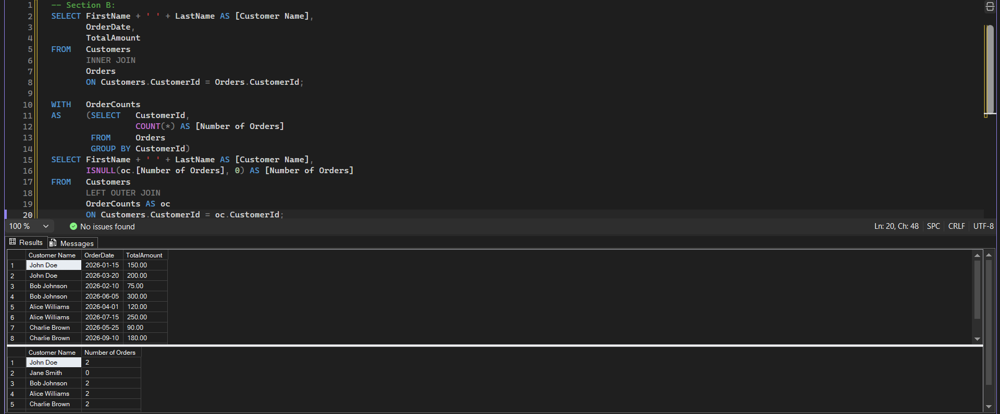 1 -- Section B:
2 SELECT FirstName + ' ' + LastName AS [Customer Name],
3 OrderDate,
4 TotalAmount
5 FROM Customers
6 INNER JOIN
7 Orders
8 ON Customers.CustomerId = Orders.CustomerId;
9
10 WITH OrderCounts
11 AS (SELECT CustomerId,
12 COUNT(*) AS [Number of Orders]
13 FROM Orders
14 GROUP BY CustomerId)
15 SELECT FirstName + ' ' + LastName AS [Customer Name],
16 ISNULL(oc.[Number of Orders], 0) AS [Number of Orders]
17 FROM Customers
18 LEFT OUTER JOIN
19 OrderCounts AS oc
20 ON Customers.CustomerId = oc.CustomerId;
100 % No issues found Ln: 20, Ch: 48 SPC CRLF UTF-8
Results Messages
Customer Name OrderDate TotalAmount
1 John Doe 2026-01-15 150.00
2 John Doe 2026-03-20 200.00
3 Bob Johnson 2026-02-10 75.00
4 Bob Johnson 2026-06-05 300.00
5 Alice Williams 2026-04-01 120.00
6 Alice Williams 2026-07-15 250.00
7 Charlie Brown 2026-05-25 90.00
8 Charlie Brown 2026-09-10 180.00
Customer Name Number of Orders
1 John Doe 2
2 Jane Smith 0
3 Bob Johnson 2
4 Alice Williams 2
5 Charlie Brown 2